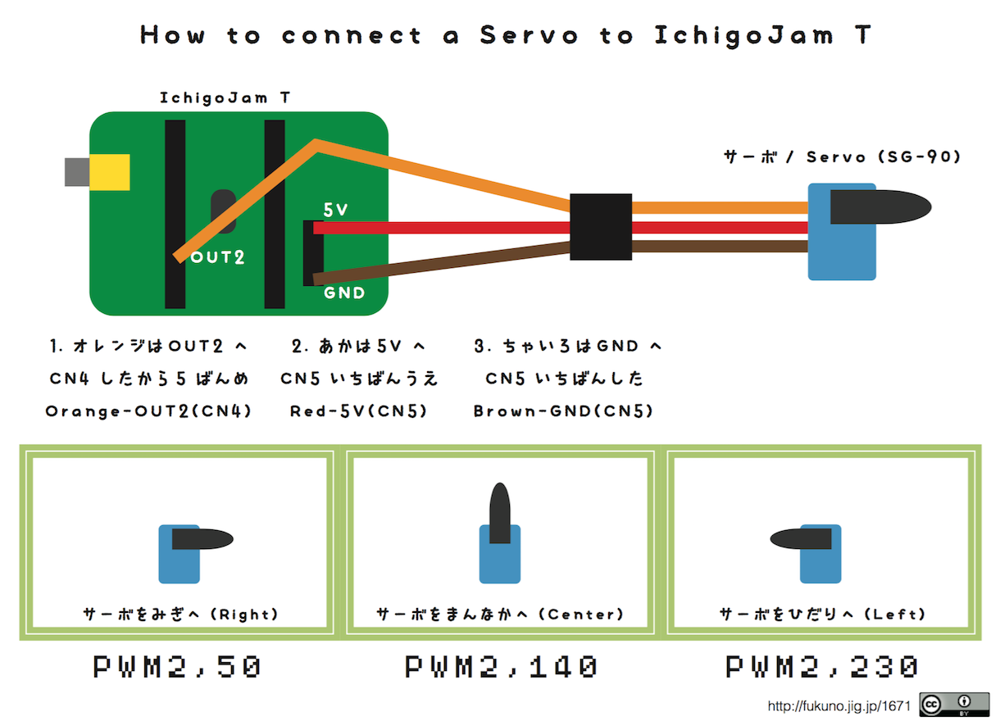 How to connect a Servo to IchigoJam T
IchigoJam T
サーボ / Servo (SG-90)
5V
OUT2
GND
1. オレンジはOUT2 へ
CN4 したから5 ばんめ
Orange-OUT2(CN4)
2. あかは5V へ
CN5 いちばんうえ
Red-5V(CN5)
3. ちゃいろはGND へ
CN5 いちばんした
Brown-GND(CN5)
サーボをみぎへ (Right)
サーボをまんなかへ (Center)
サーボをひだりへ (Left)
PWM2,50
PWM2,140
PWM2,230
http://fukuno.jig.jp/1671
cc
BY